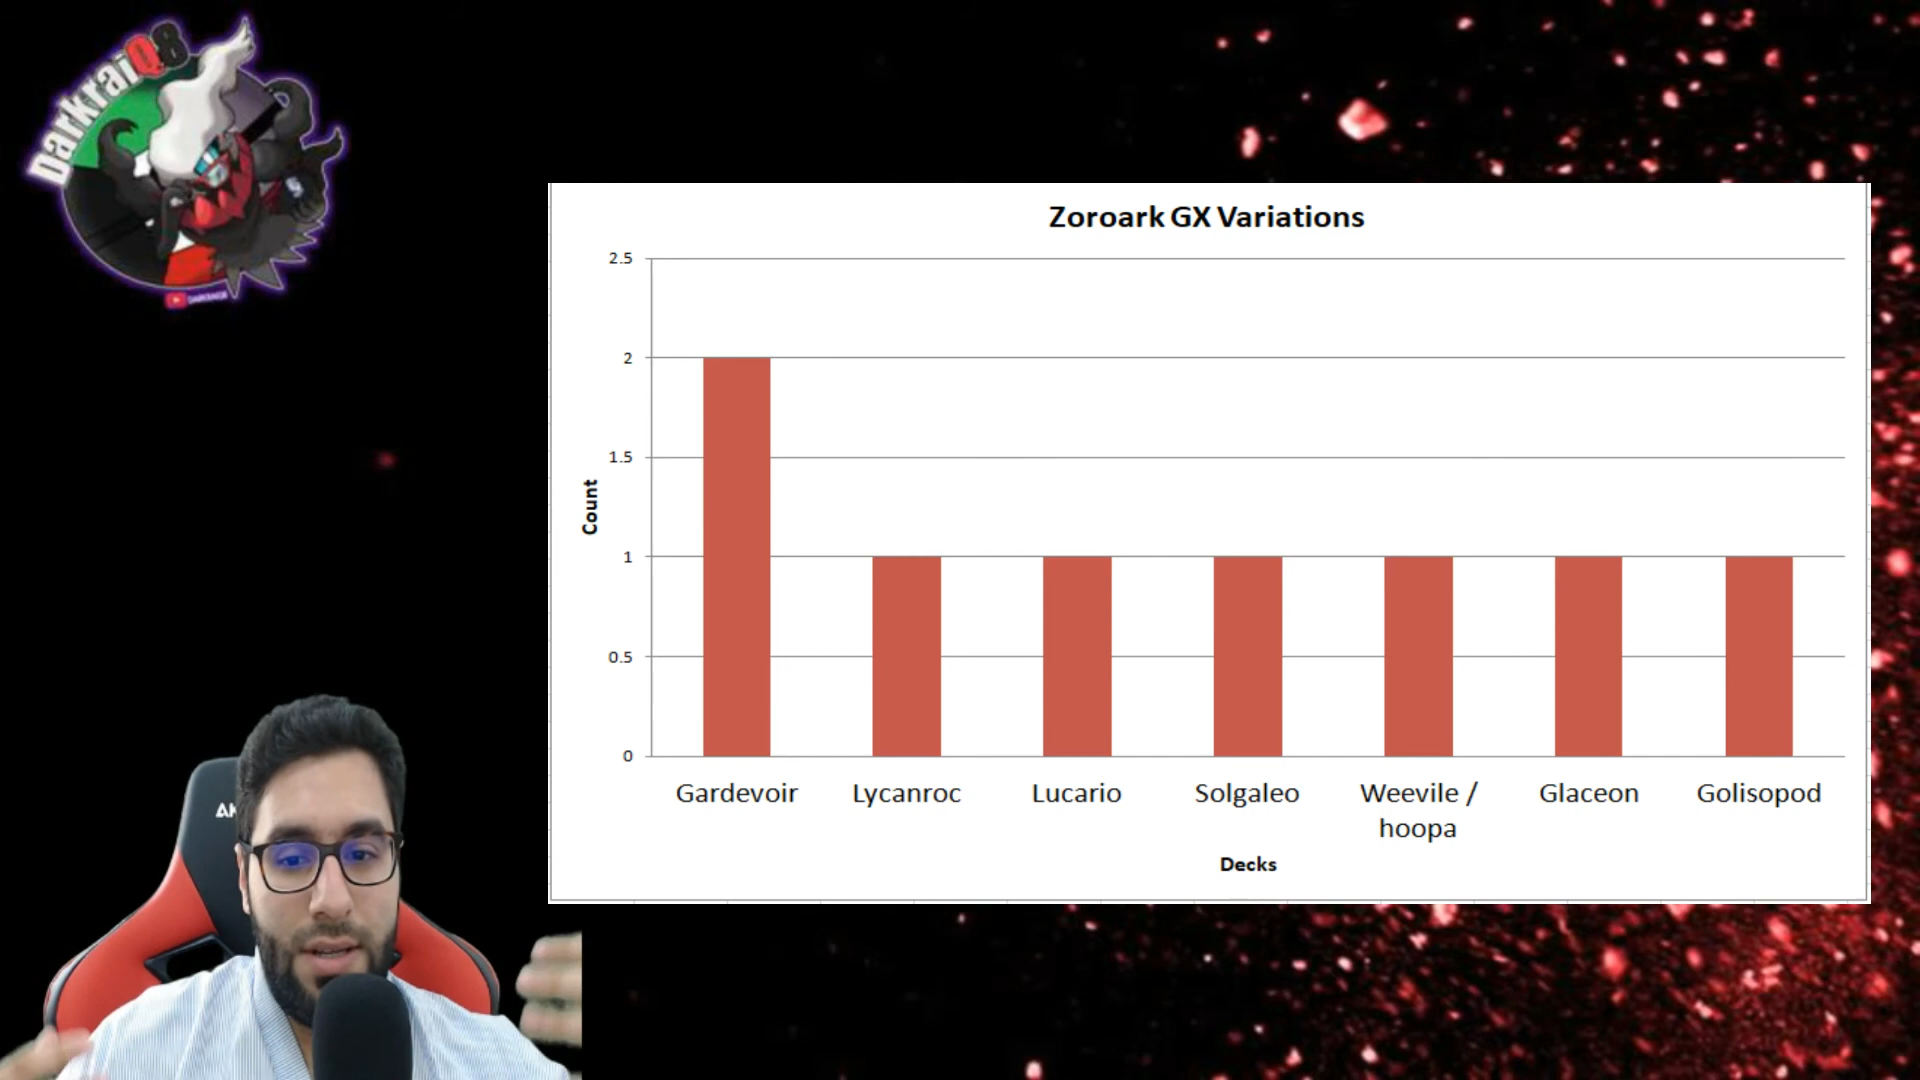 DarkraiQ8
Zoroark GX Variations
2.5
2
1.5
1
0.5
0
Count
Gardevoir
Lycanroc
Lucario
Solgaleo
Weevile /
hoopa
Glaceon
Golisopod
Decks